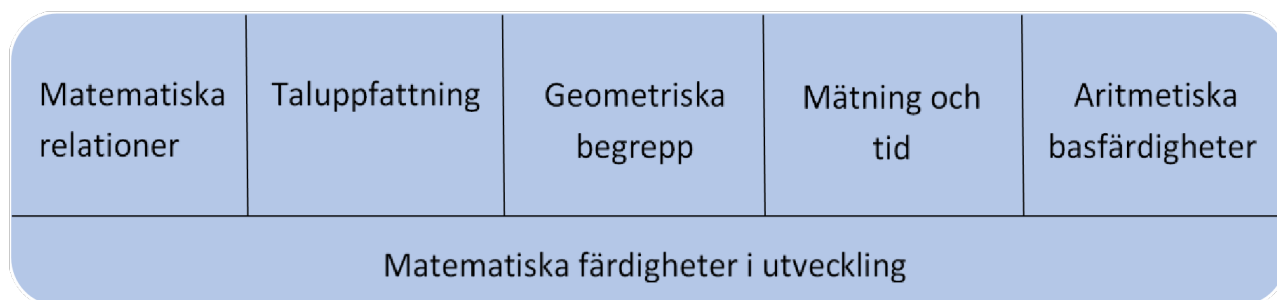 Matematiska
relationer
Taluppfattning
Geometriska
begrepp
Mätning och
tid
Aritmetiska
basfärdigheter
Matematiska färdigheter i utveckling